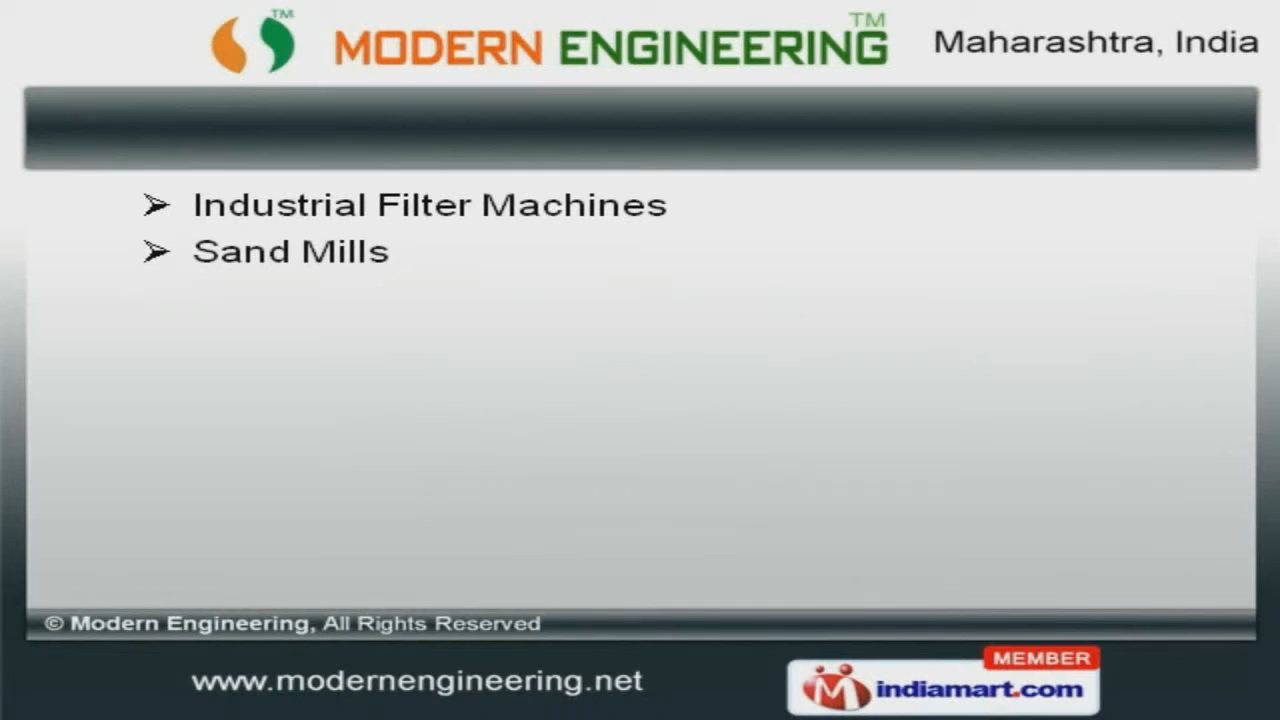 TM
MODERN ENGINEERING TM
Maharashtra, India
➢ Industrial Filter Machines
➢ Sand Mills
© Modern Engineering, All Rights Reserved
www.modernengineering.net
MEMBER
indiamart.com